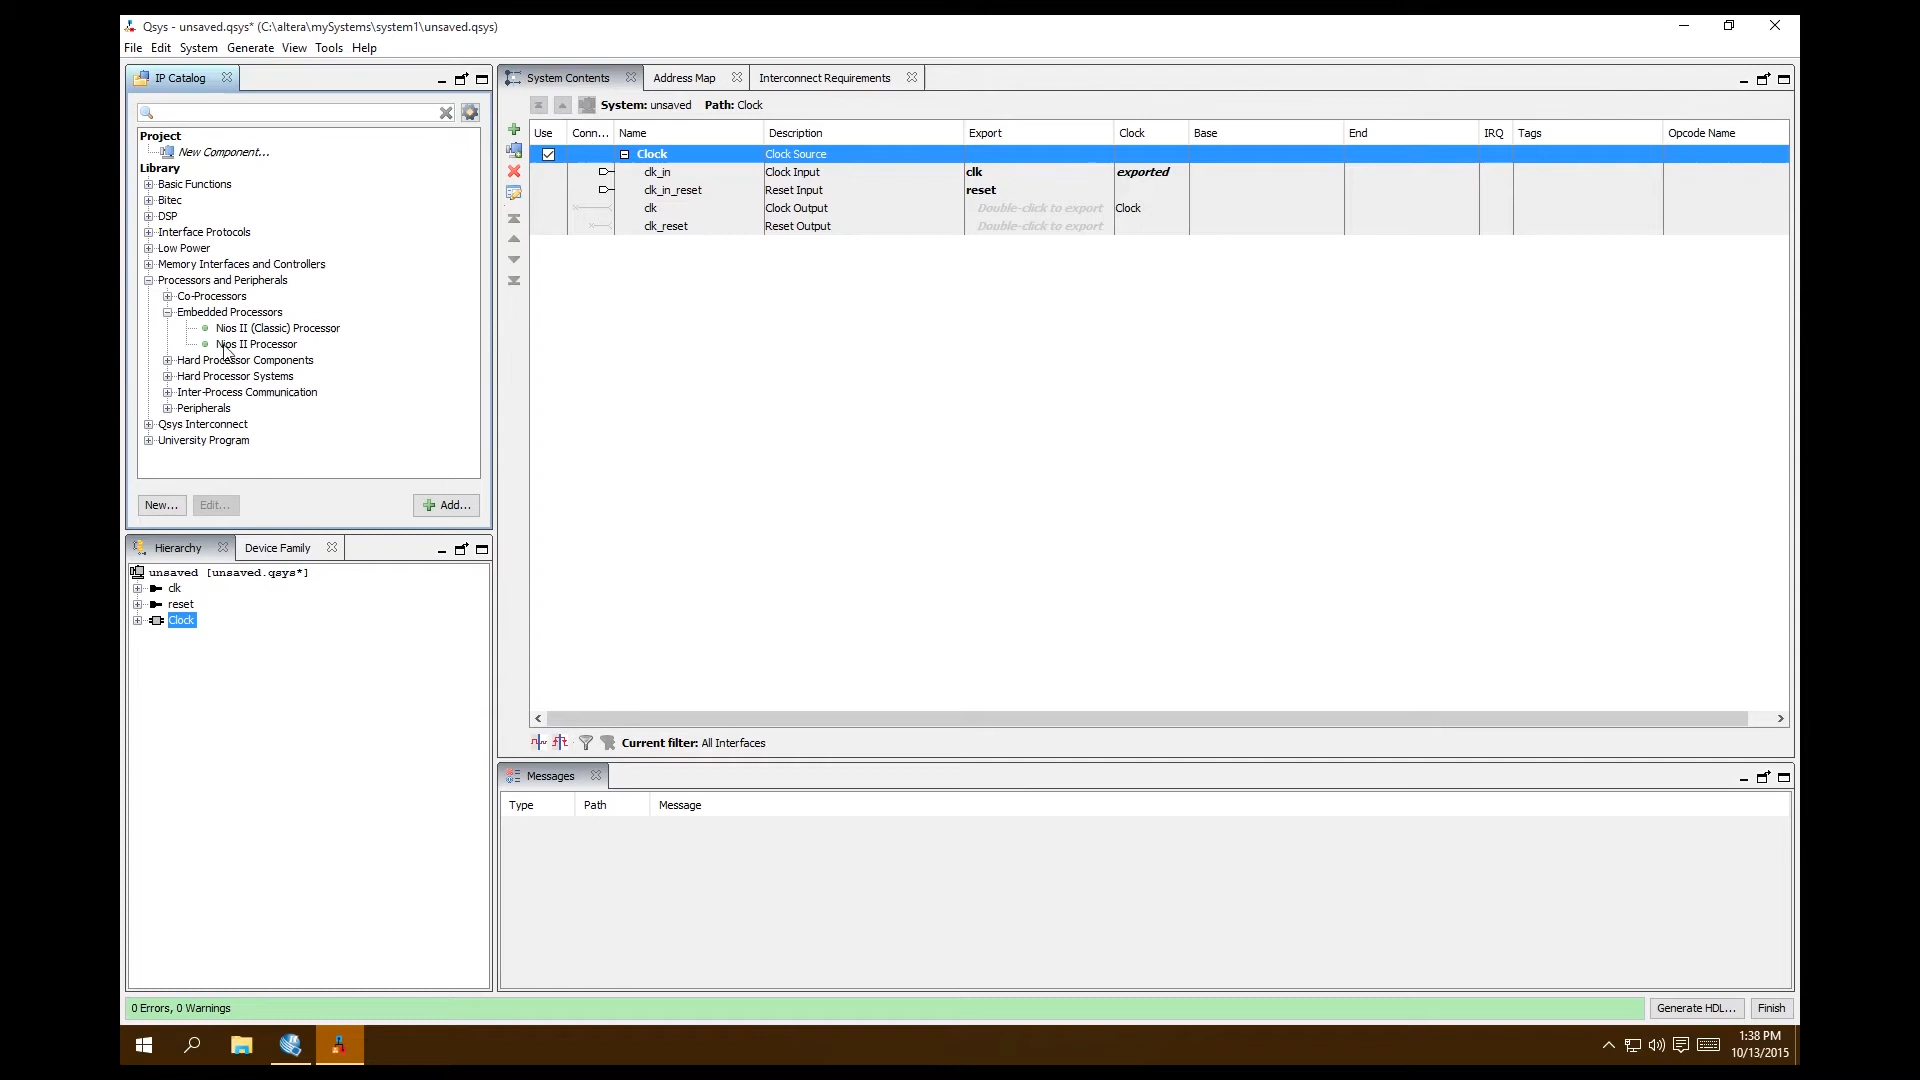 Qsys - unsaved.qsys* (C:\altera\mySystems\system1\unsaved.qsys)
File Edit System Generate View Tools Help
IP Catalog
Project
New Component...
Library
Basic Functions
Bitec
DSP
Interface Protocols
Low Power
Memory Interfaces and Controllers
Processors and Peripherals
Co-Processors
Embedded Processors
Nios II (Classic) Processor
Nios II Processor
Hard Processor Components
Hard Processor Systems
Inter-Process Communication
Peripherals
Qsys Interconnect
University Program
New... Edit... Add...
Hierarchy Device Family
unsaved [unsaved.qsys*]
clk
reset
Clock
System Contents Address Map Interconnect Requirements
System: unsaved Path: Clock
Use Conn... Name Description Export Clock Base End IRQ Tags Opcode Name
Clock Clock Source
clk_in Clock Input clk exported
clk_in_reset Reset Input reset
clk Clock Output Double-click to export Clock
clk_reset Reset Output Double-click to export
Current filter: All Interfaces
Messages
Type Path Message
0 Errors, 0 Warnings Generate HDL... Finish
1:38 PM
10/13/2015